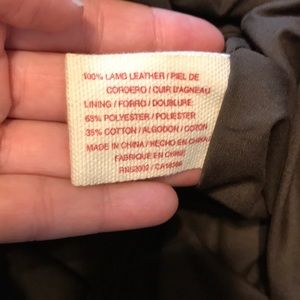 100% LAMB LEATHER / PIEL DE
CORDERO / CUIR D'AGNEAU
LINING / FORRO / DOUBLURE
65% POLYESTER / POLIESTER
35% COTTON / ALGODON / COTON
MADE IN CHINA / HECHO EN CHINA
FABRIQUE EN CHINE